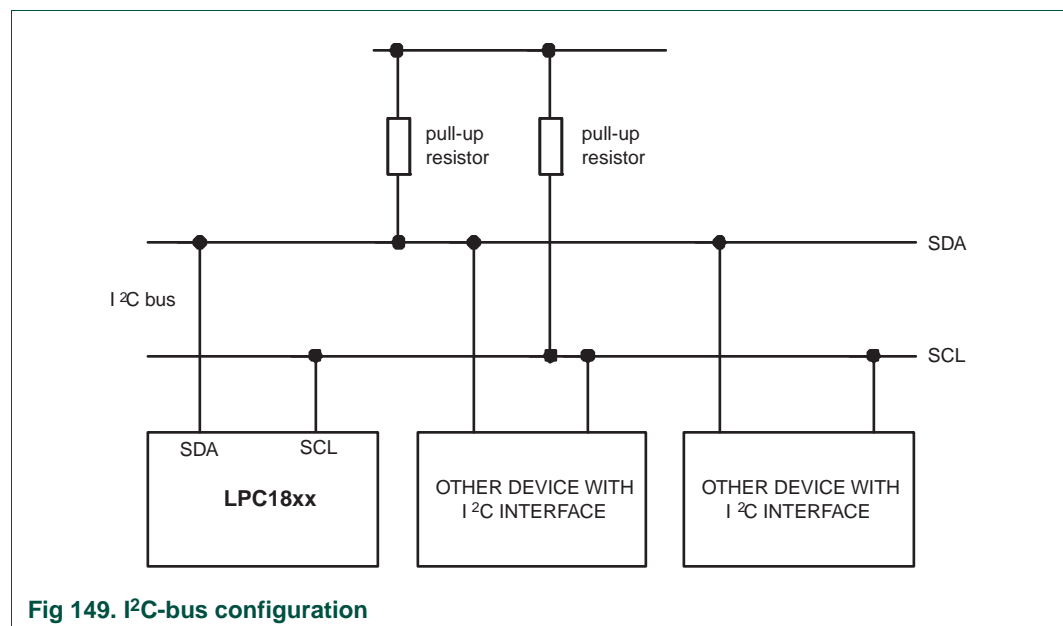 pull-up
resistor
pull-up
resistor
SDA
I ²C bus
SCL
SDA
SCL
LPC18xx
OTHER DEVICE WITH
I ²C INTERFACE
OTHER DEVICE WITH
I ²C INTERFACE
Fig 149. I²C-bus configuration